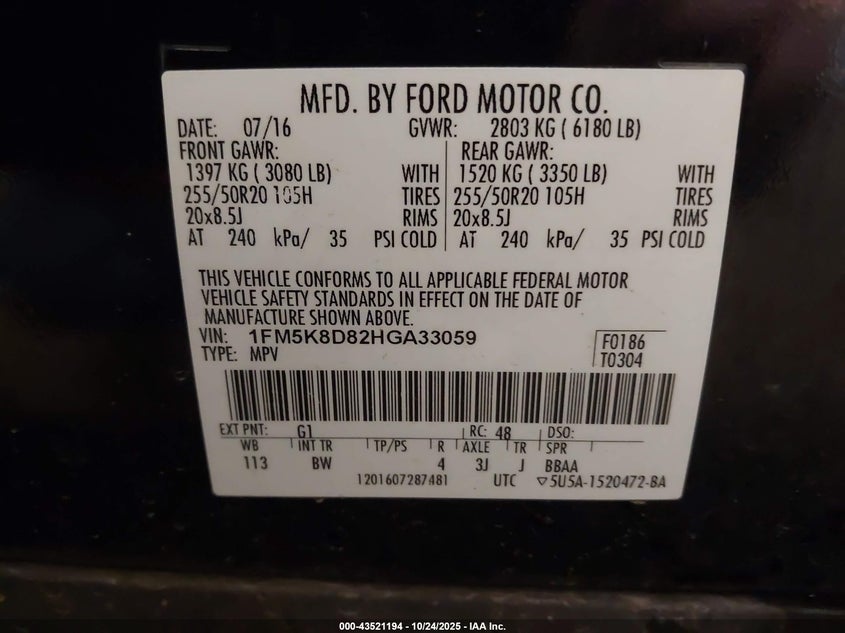 MFD. BY FORD MOTOR CO.
DATE: 07/16 GVWR: 2803 KG ( 6180 LB)
FRONT GAWR: REAR GAWR:
1397 KG ( 3080 LB) WITH 1520 KG ( 3350 LB) WITH
255/50R20 105H TIRES 255/50R20 105H TIRES
20x8.5J RIMS 20x8.5J RIMS
AT 240 kPa/ 35 PSI COLD AT 240 kPa/ 35 PSI COLD
THIS VEHICLE CONFORMS TO ALL APPLICABLE FEDERAL MOTOR
VEHICLE SAFETY STANDARDS IN EFFECT ON THE DATE OF
MANUFACTURE SHOWN ABOVE.
VIN: 1FM5K8D82HGA33059 F0186
TYPE: MPV T0304
EXT PNT: G1 RC: 48 DSO:
WB INT TR TP/PS R AXLE TR SPR
113 BW 4 3J J BBAA
1201607287481 UTC ▽5U5A-1520472-BA
000-43521194 - 10/24/2025 - IAA Inc.